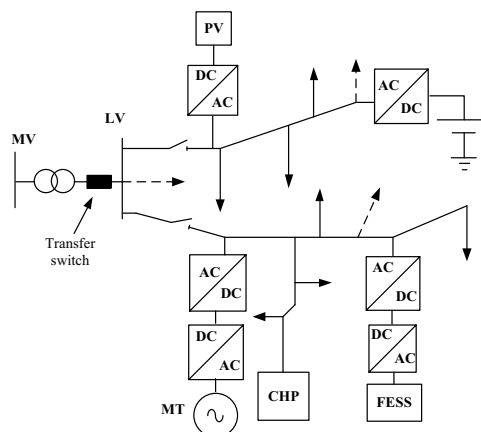 PV
DC
AC
AC
DC
MV
LV
Transfer
switch
AC
DC
AC
DC
DC
AC
DC
AC
MT
CHP
FESS